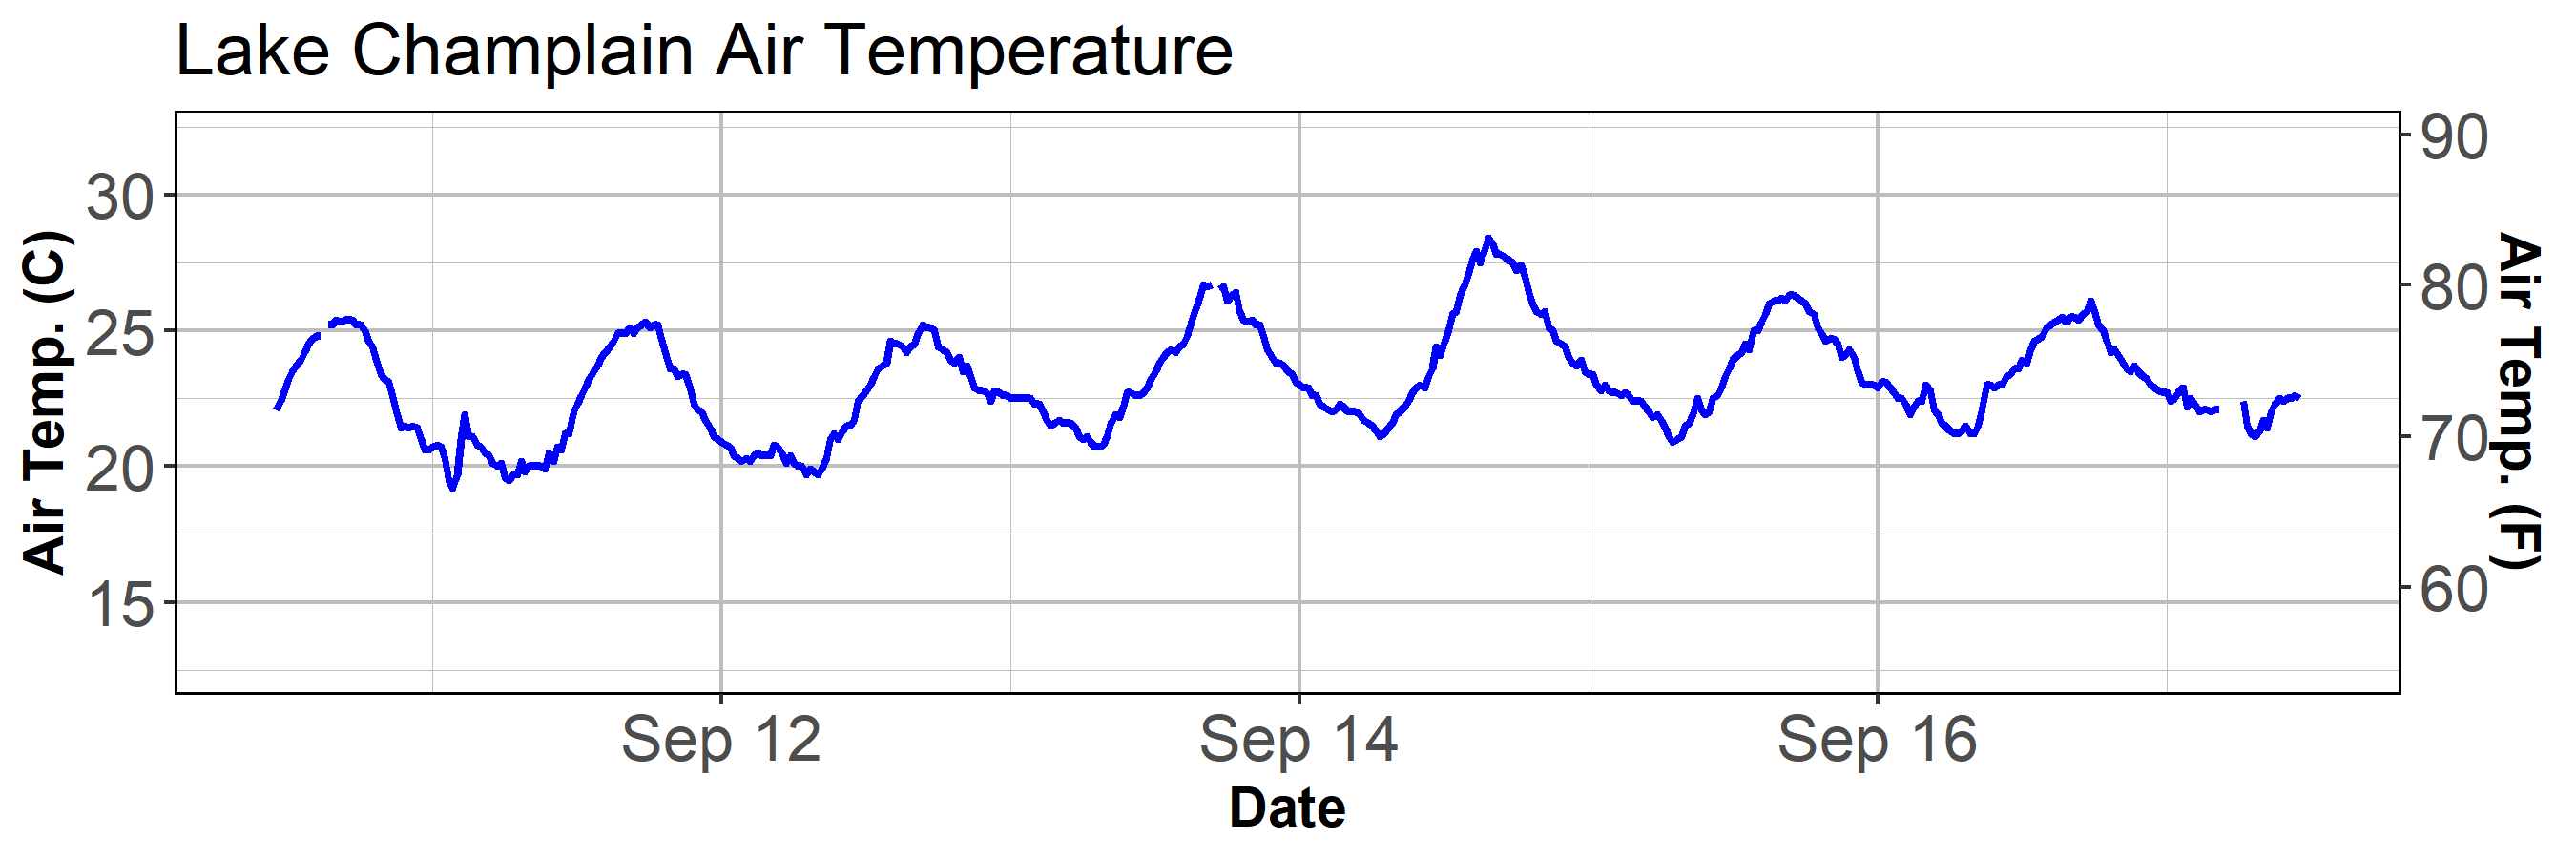 Lake Champlain Air Temperature
Air Temp. (C)
30
25
20
15
90
80
70
60
Air Temp. (F)
Sep 12
Sep 14
Sep 16
Date